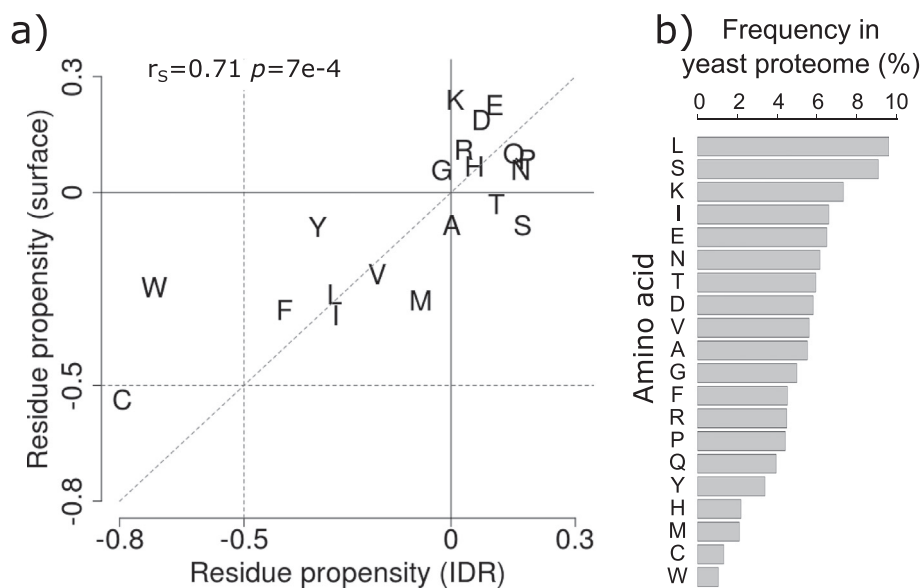 a)
r_S=0.71 p=7e-4
0.3
0
-0.5
-0.8
Residue propensity (surface)
K
E
D
R
H
G
Q
P
N
T
A
S
Y
V
W
L
M
F
I
C
-0.8
-0.5
0
0.3
Residue propensity (IDR)
b)
Frequency in
yeast proteome (%)
0 2 4 6 8 10
Amino acid
L
S
K
I
E
N
T
D
V
A
G
F
R
P
Q
Y
H
M
C
W